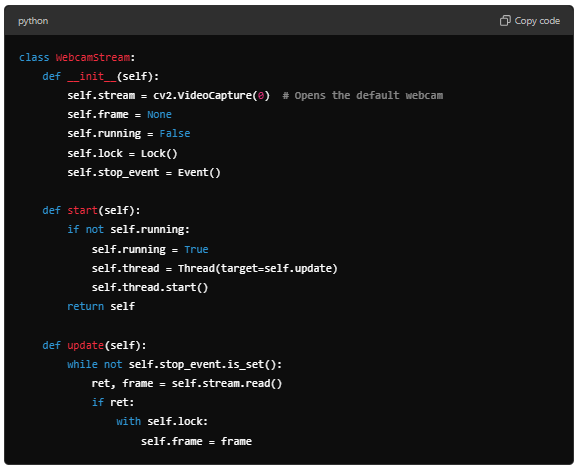 python Copy code
class WebcamStream:
    def __init__(self):
        self.stream = cv2.VideoCapture(0)  # Opens the default webcam
        self.frame = None
        self.running = False
        self.lock = Lock()
        self.stop_event = Event()

    def start(self):
        if not self.running:
            self.running = True
            self.thread = Thread(target=self.update)
            self.thread.start()
        return self

    def update(self):
        while not self.stop_event.is_set():
            ret, frame = self.stream.read()
            if ret:
                with self.lock:
                    self.frame = frame